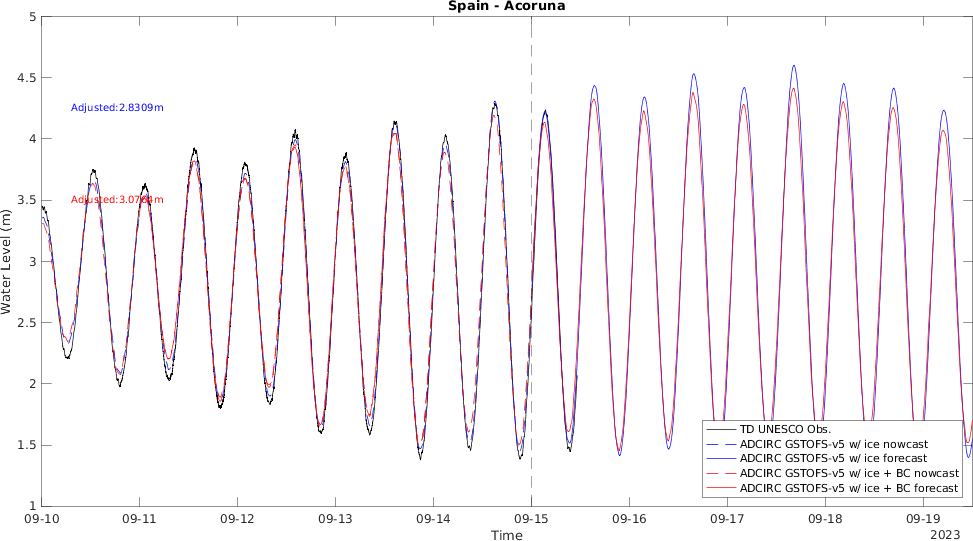 Spain - Acoruna
5
4.5
4
3.5
3
2.5
2
1.5
1
Water Level (m)
Adjusted:2.8309m
Adjusted:3.0764m
TD UNESCO Obs.
ADCIRC GSTOFS-v5 w/ ice nowcast
ADCIRC GSTOFS-v5 w/ ice forecast
ADCIRC GSTOFS-v5 w/ ice + BC nowcast
ADCIRC GSTOFS-v5 w/ ice + BC forecast
09-10 09-11 09-12 09-13 09-14 09-15 09-16 09-17 09-18 09-19
Time
2023